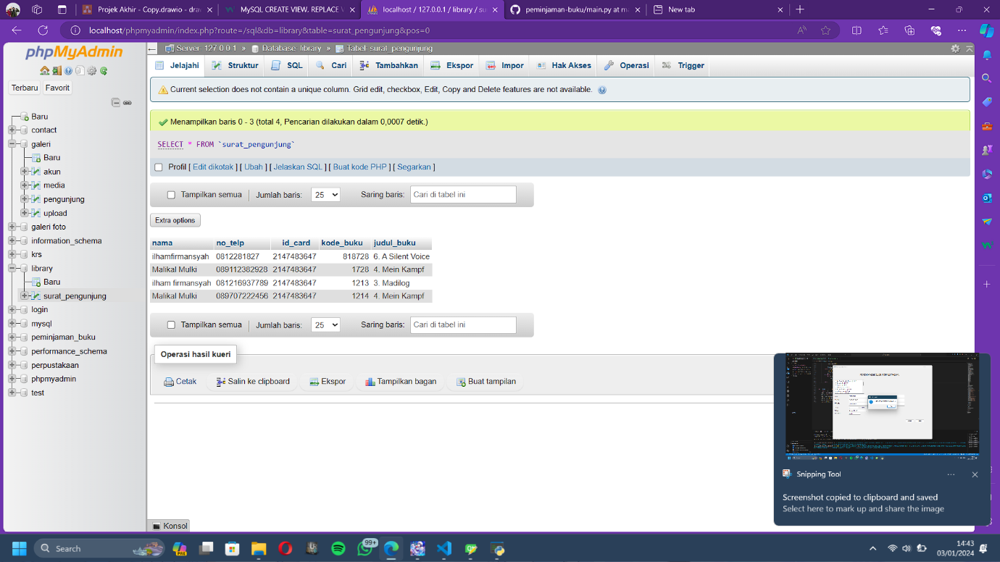 Projek Akhir - Copy.drawio - dra
MySQL CREATE VIEW, REPLACE V
localhost / 127.0.0.1 / library / su
peminjaman-buku/main.py at m
New tab
localhost/phpmyadmin/index.php?route=/sql&db=library&table=surat_pengunjung&pos=0
phpMyAdmin
Terbaru Favorit
Baru
contact
galeri
Baru
akun
media
pengunjung
upload
galeri foto
information_schema
krs
library
Baru
surat_pengunjung
login
mysql
peminjaman_buku
performance_schema
perpustakaan
phpmyadmin
test
Server: 127.0.0.1 » Database: library » Tabel: surat_pengunjung
Jelajahi Struktur SQL Cari Tambahkan Ekspor Impor Hak Akses Operasi Trigger
Current selection does not contain a unique column. Grid edit, checkbox, Edit, Copy and Delete features are not available.
Menampilkan baris 0 - 3 (total 4, Pencarian dilakukan dalam 0,0007 detik.)
SELECT * FROM `surat_pengunjung`
Profil [ Edit dikotak ] [ Ubah ] [ Jelaskan SQL ] [ Buat kode PHP ] [ Segarkan ]
Tampilkan semua Jumlah baris: 25 Saring baris: Cari di tabel ini
Extra options
nama no_telp id_card kode_buku judul_buku
ilhamfirmansyah 0812281827 2147483647 818728 6. A Silent Voice
Malikal Mulki 089112382928 2147483647 1728 4. Mein Kampf
ilham firmansyah 081216937789 2147483647 1213 3. Madilog
Malikal Mulki 089707222456 2147483647 1214 4. Mein Kampf
Tampilkan semua Jumlah baris: 25 Saring baris: Cari di tabel ini
Operasi hasil kueri
Cetak Salin ke clipboard Ekspor Tampilkan bagan Buat tampilan
Konsol
Snipping Tool
Screenshot copied to clipboard and saved
Select here to mark up and share the image
Search
PRE
99+
14:43
03/01/2024